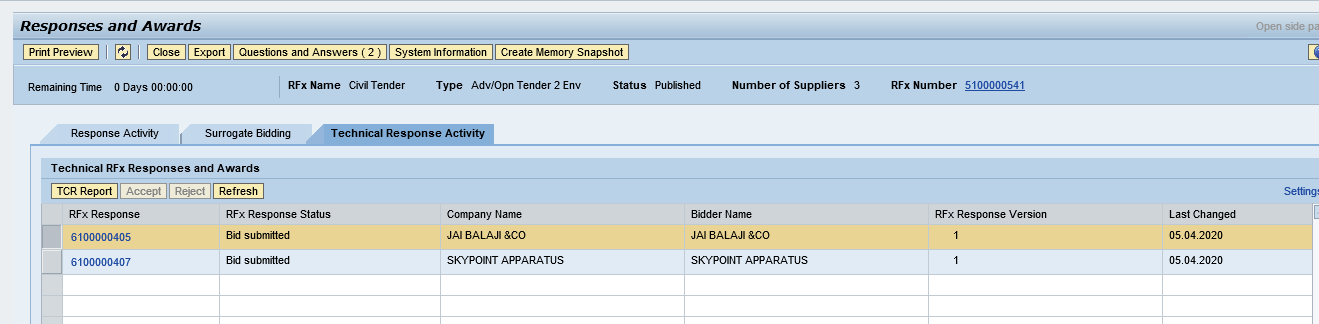 Responses and Awards
Open side pa
Print Preview Close Export Questions and Answers ( 2 ) System Information Create Memory Snapshot
Remaining Time 0 Days 00:00:00 RFx Name Civil Tender Type Adv/Opn Tender 2 Env Status Published Number of Suppliers 3 RFx Number 5100000541
Response Activity Surrogate Bidding Technical Response Activity
Technical RFx Responses and Awards
TCR Report Accept Reject Refresh Settings
RFx Response RFx Response Status Company Name Bidder Name RFx Response Version Last Changed
6100000405 Bid submitted JAI BALAJI &CO JAI BALAJI &CO 1 05.04.2020
6100000407 Bid submitted SKYPOINT APPARATUS SKYPOINT APPARATUS 1 05.04.2020